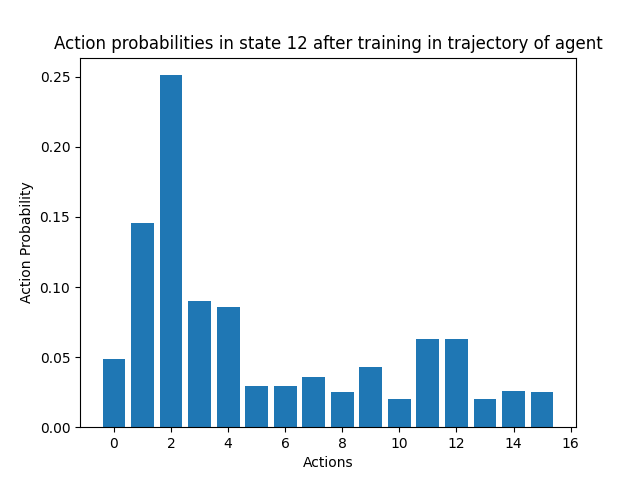 Action probabilities in state 12 after training in trajectory of agent
0.25
0.20
0.15
0.10
0.05
0.00
Action Probability
0 2 4 6 8 10 12 14 16
Actions